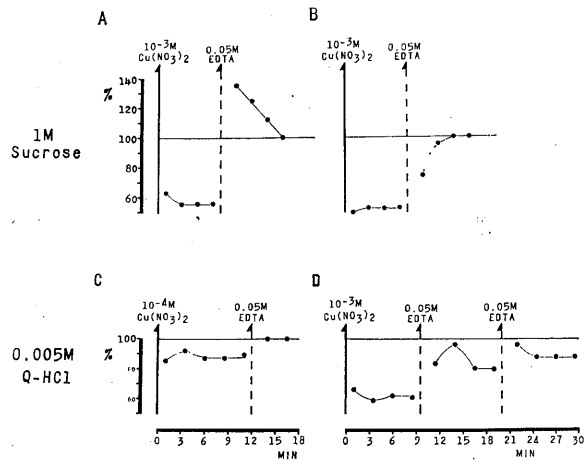 A
B
10-3M
Cu(NO3)2
0.05M
EDTA
10-3M
Cu(NO3)2
0.05M
EDTA
%
140
120
100
80
60
1M
Sucrose
C
D
10-4M
Cu(NO3)2
0.05M
EDTA
10-3M
Cu(NO3)2
0.05M
EDTA
0.05M
EDTA
%
100
80
60
0.005M
Q-HCl
0 3 6 9 12 15 18
MIN
0 3 6 9 12 15 18 21 24 27 30
MIN